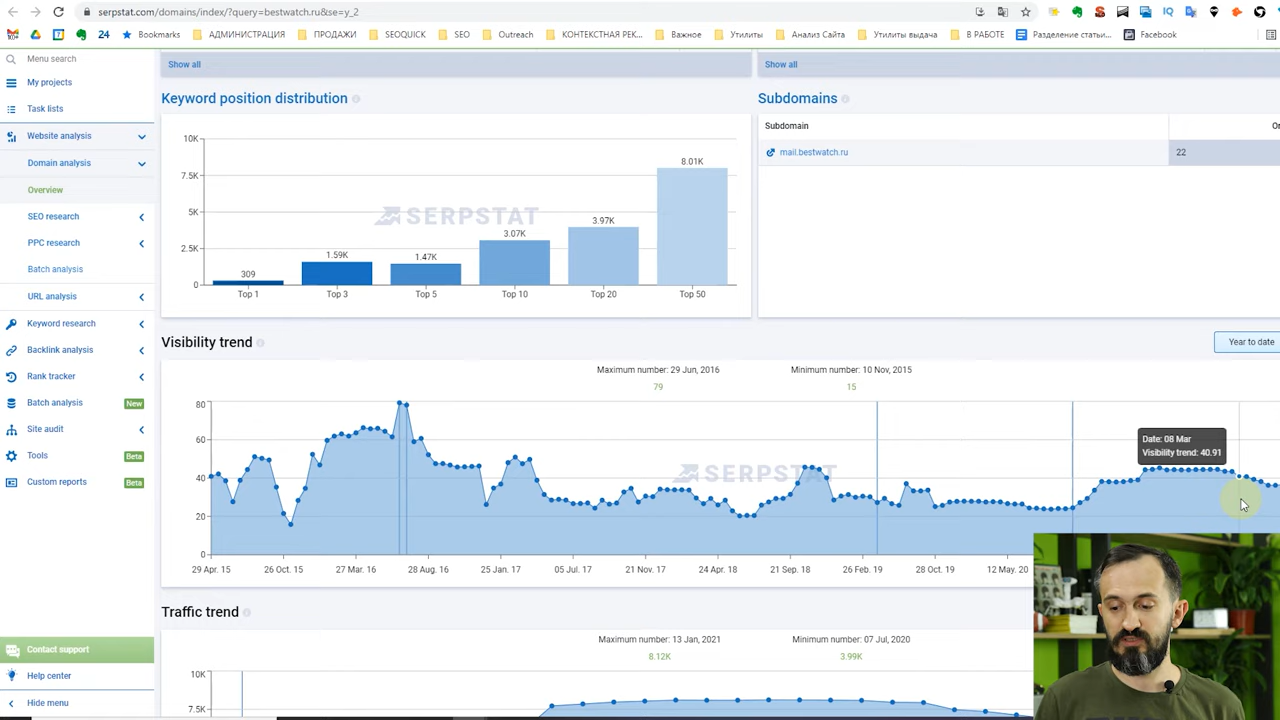 serpstat.com/domains/index/?query=bestwatch.ru&se=y_2
24
Bookmarks
АДМИНИСТРАЦИЯ
ПРОДАЖИ
SEOQUICK
SEO
Outreach
КОНТЕКСТНАЯ РЕК...
Важное
Утилиты
Анализ Сайта
Утилиты выдача
В РАБОТЕ
Разделение статьи...
Facebook
Menu search
My projects
Task lists
Website analysis
Domain analysis
Overview
SEO research
PPC research
Batch analysis
URL analysis
Keyword research
Backlink analysis
Rank tracker
Batch analysis New
Site audit
Tools Beta
Custom reports Beta
Contact support
Help center
Hide menu
Show all
Show all
Keyword position distribution
10K
7.5K
5K
2.5K
0
309
1.59K
1.47K
3.07K
3.97K
8.01K
SERPSTAT
Top 1
Top 3
Top 5
Top 10
Top 20
Top 50
Subdomains
Subdomain
Or
mail.bestwatch.ru
22
Visibility trend
Year to date
Maximum number: 29 Jun, 2016
79
Minimum number: 10 Nov, 2015
15
80
60
40
20
0
SERPSTAT
Date: 08 Mar
Visibility trend: 40.91
29 Apr. 15
26 Oct. 15
27 Mar. 16
28 Aug. 16
25 Jan. 17
05 Jul. 17
21 Nov. 17
24 Apr. 18
21 Sep. 18
26 Feb. 19
28 Oct. 19
12 May. 20
Traffic trend
Maximum number: 13 Jan, 2021
8.12K
Minimum number: 07 Jul, 2020
3.99K
10K
7.5K